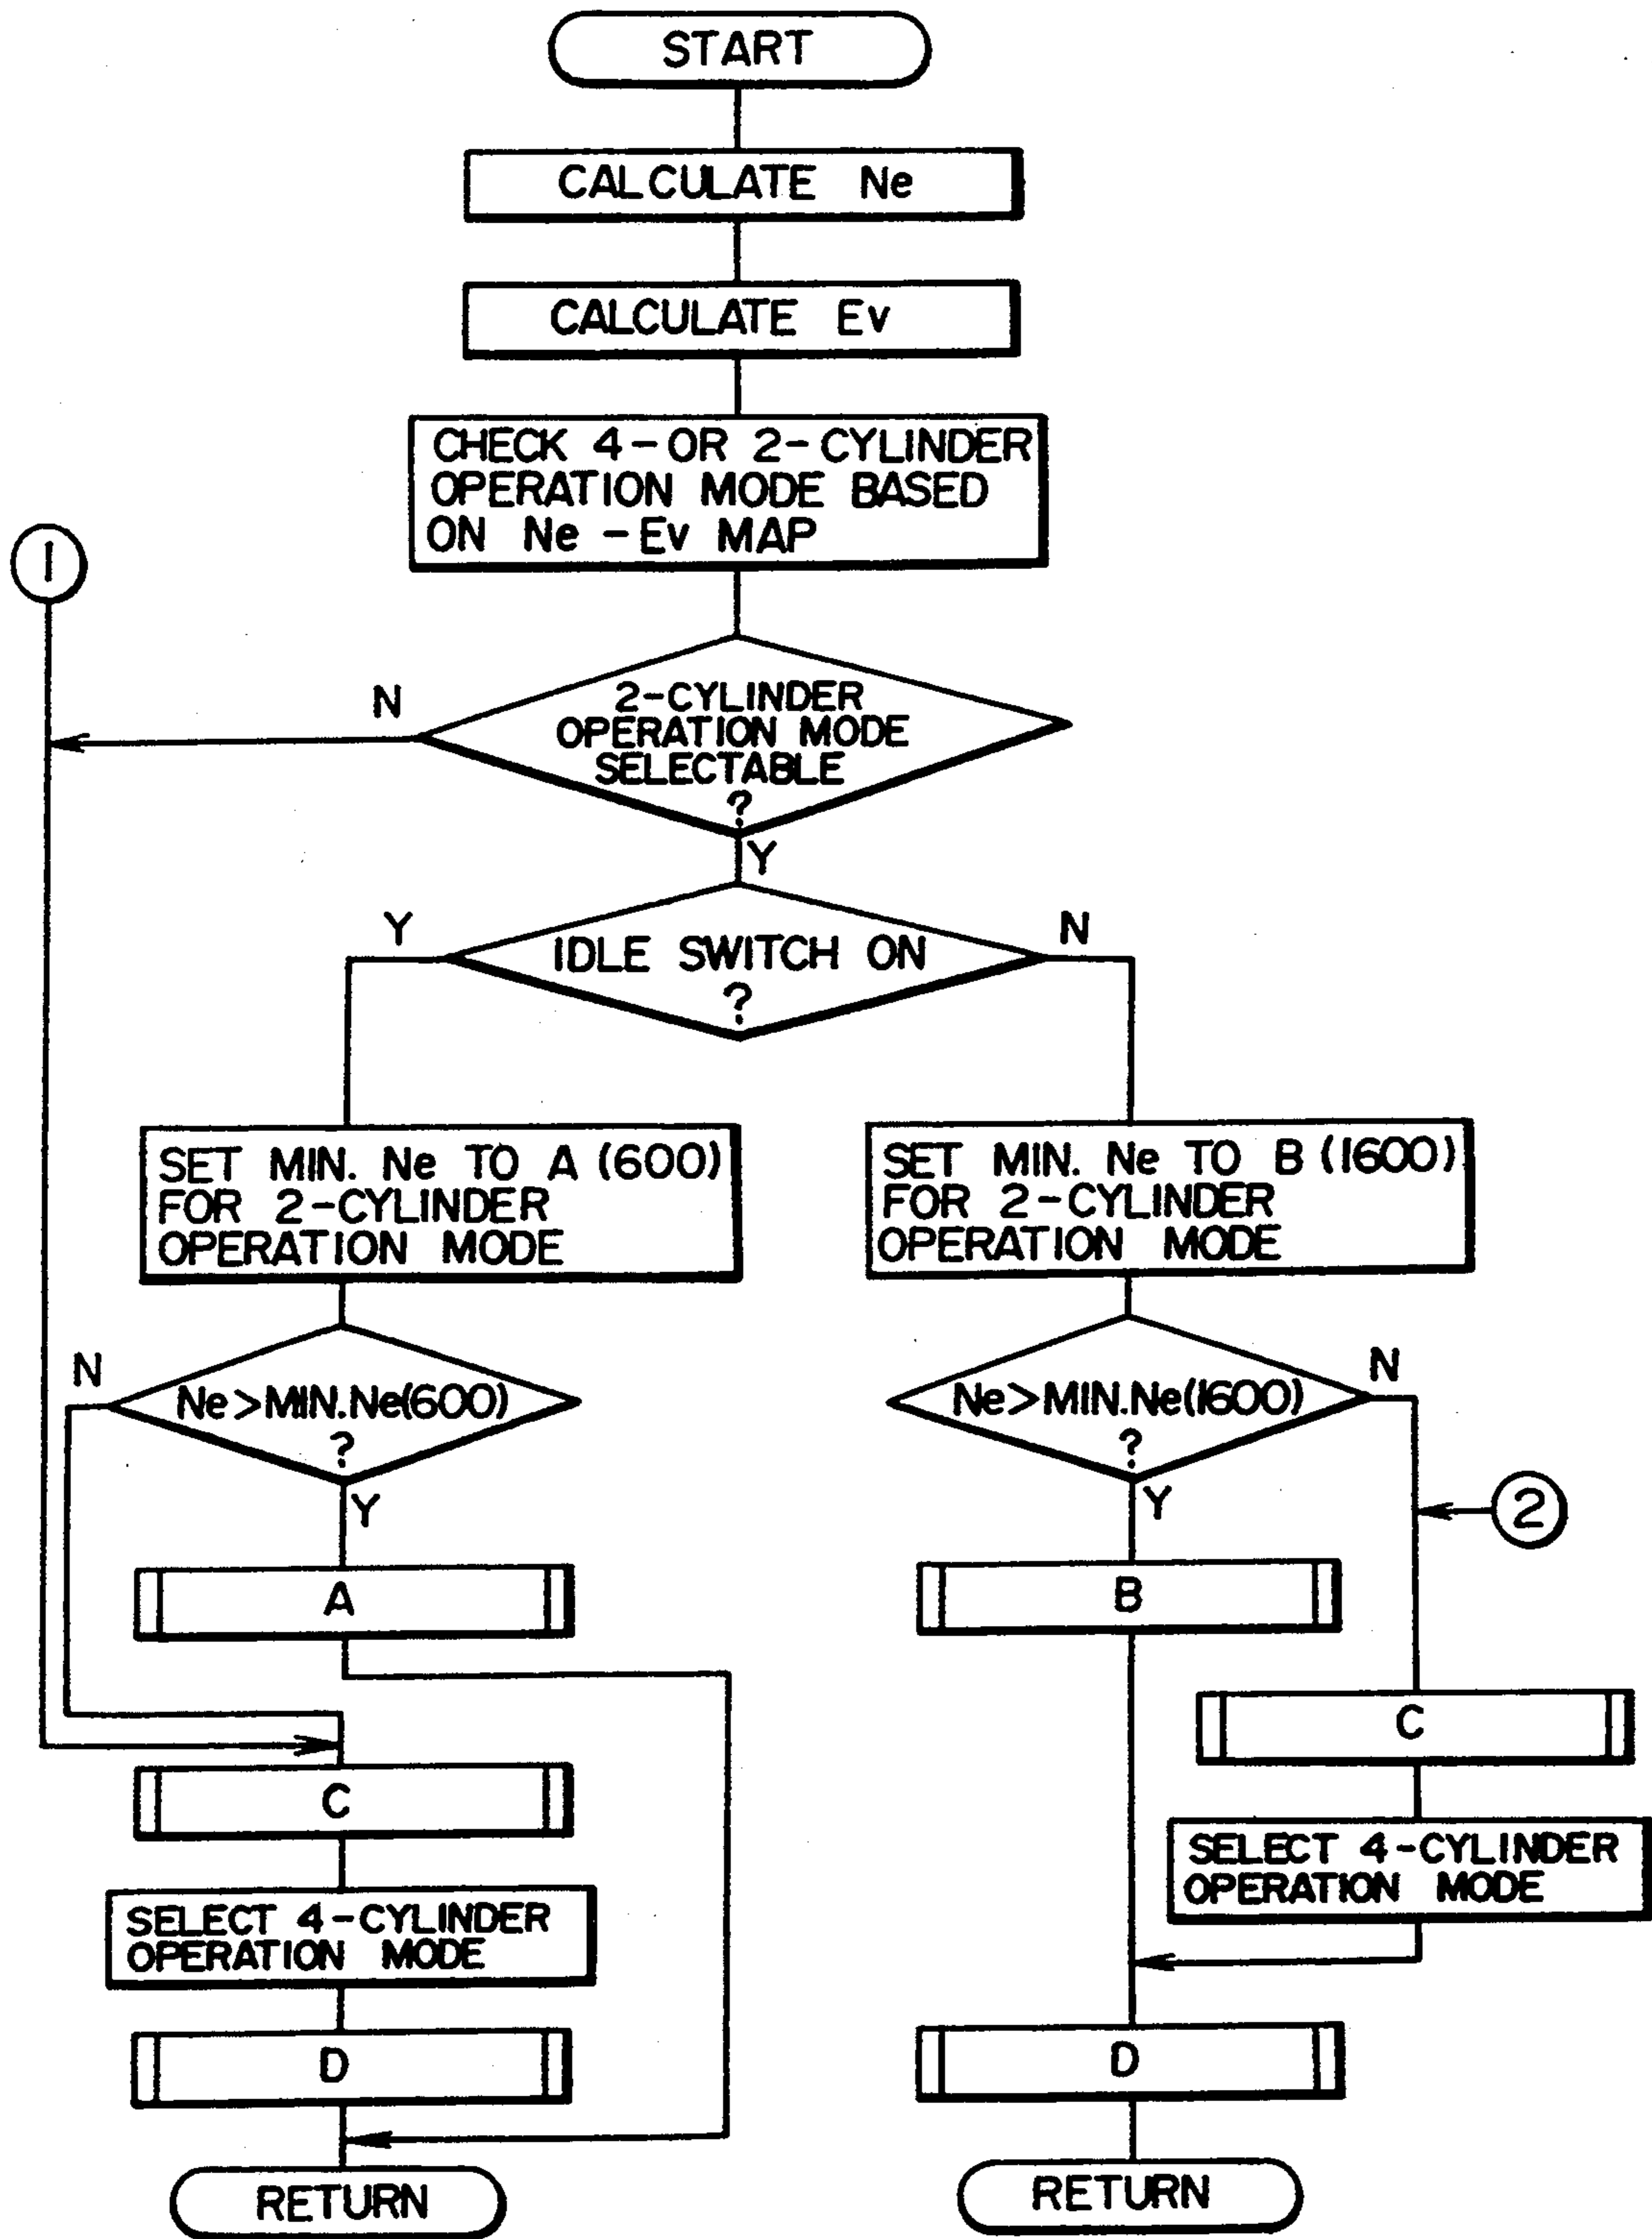 START
CALCULATE Ne
CALCULATE Ev
CHECK 4-OR 2-CYLINDER
OPERATION MODE BASED
ON Ne-Ev MAP
1
N
2-CYLINDER
OPERATION MODE
SELECTABLE
?
Y
Y
IDLE SWITCH ON
?
N
SET MIN. Ne TO A (600)
FOR 2-CYLINDER
OPERATION MODE
SET MIN. Ne TO B (1600)
FOR 2-CYLINDER
OPERATION MODE
N
Ne>MIN.Ne(600)
?
Y
Ne>MIN.Ne(1600)
?
N
Y
2
A
B
C
C
SELECT 4-CYLINDER
OPERATION MODE
SELECT 4-CYLINDER
OPERATION MODE
D
D
RETURN
RETURN